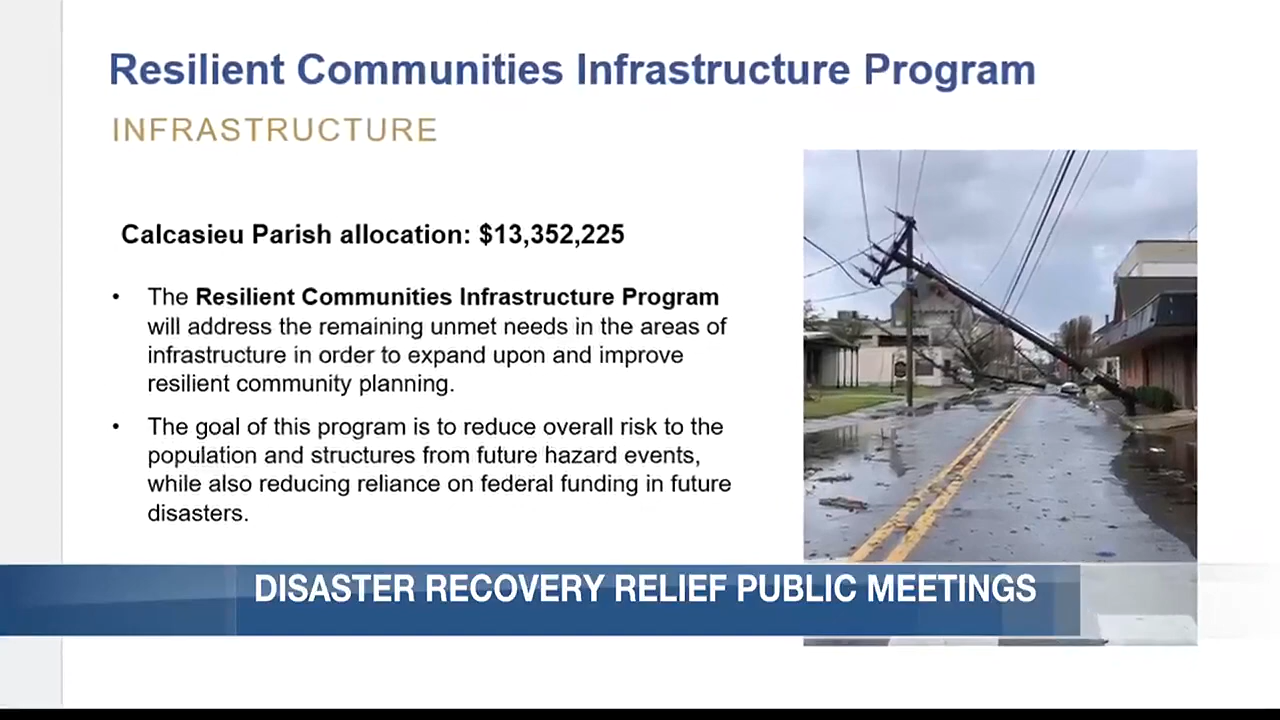 Resilient Communities Infrastructure Program
INFRASTRUCTURE
Calcasieu Parish allocation: $13,352,225
• The Resilient Communities Infrastructure Program
will address the remaining unmet needs in the areas of
infrastructure in order to expand upon and improve
resilient community planning.
• The goal of this program is to reduce overall risk to the
population and structures from future hazard events,
while also reducing reliance on federal funding in future
disasters.
DISASTER RECOVERY RELIEF PUBLIC MEETINGS